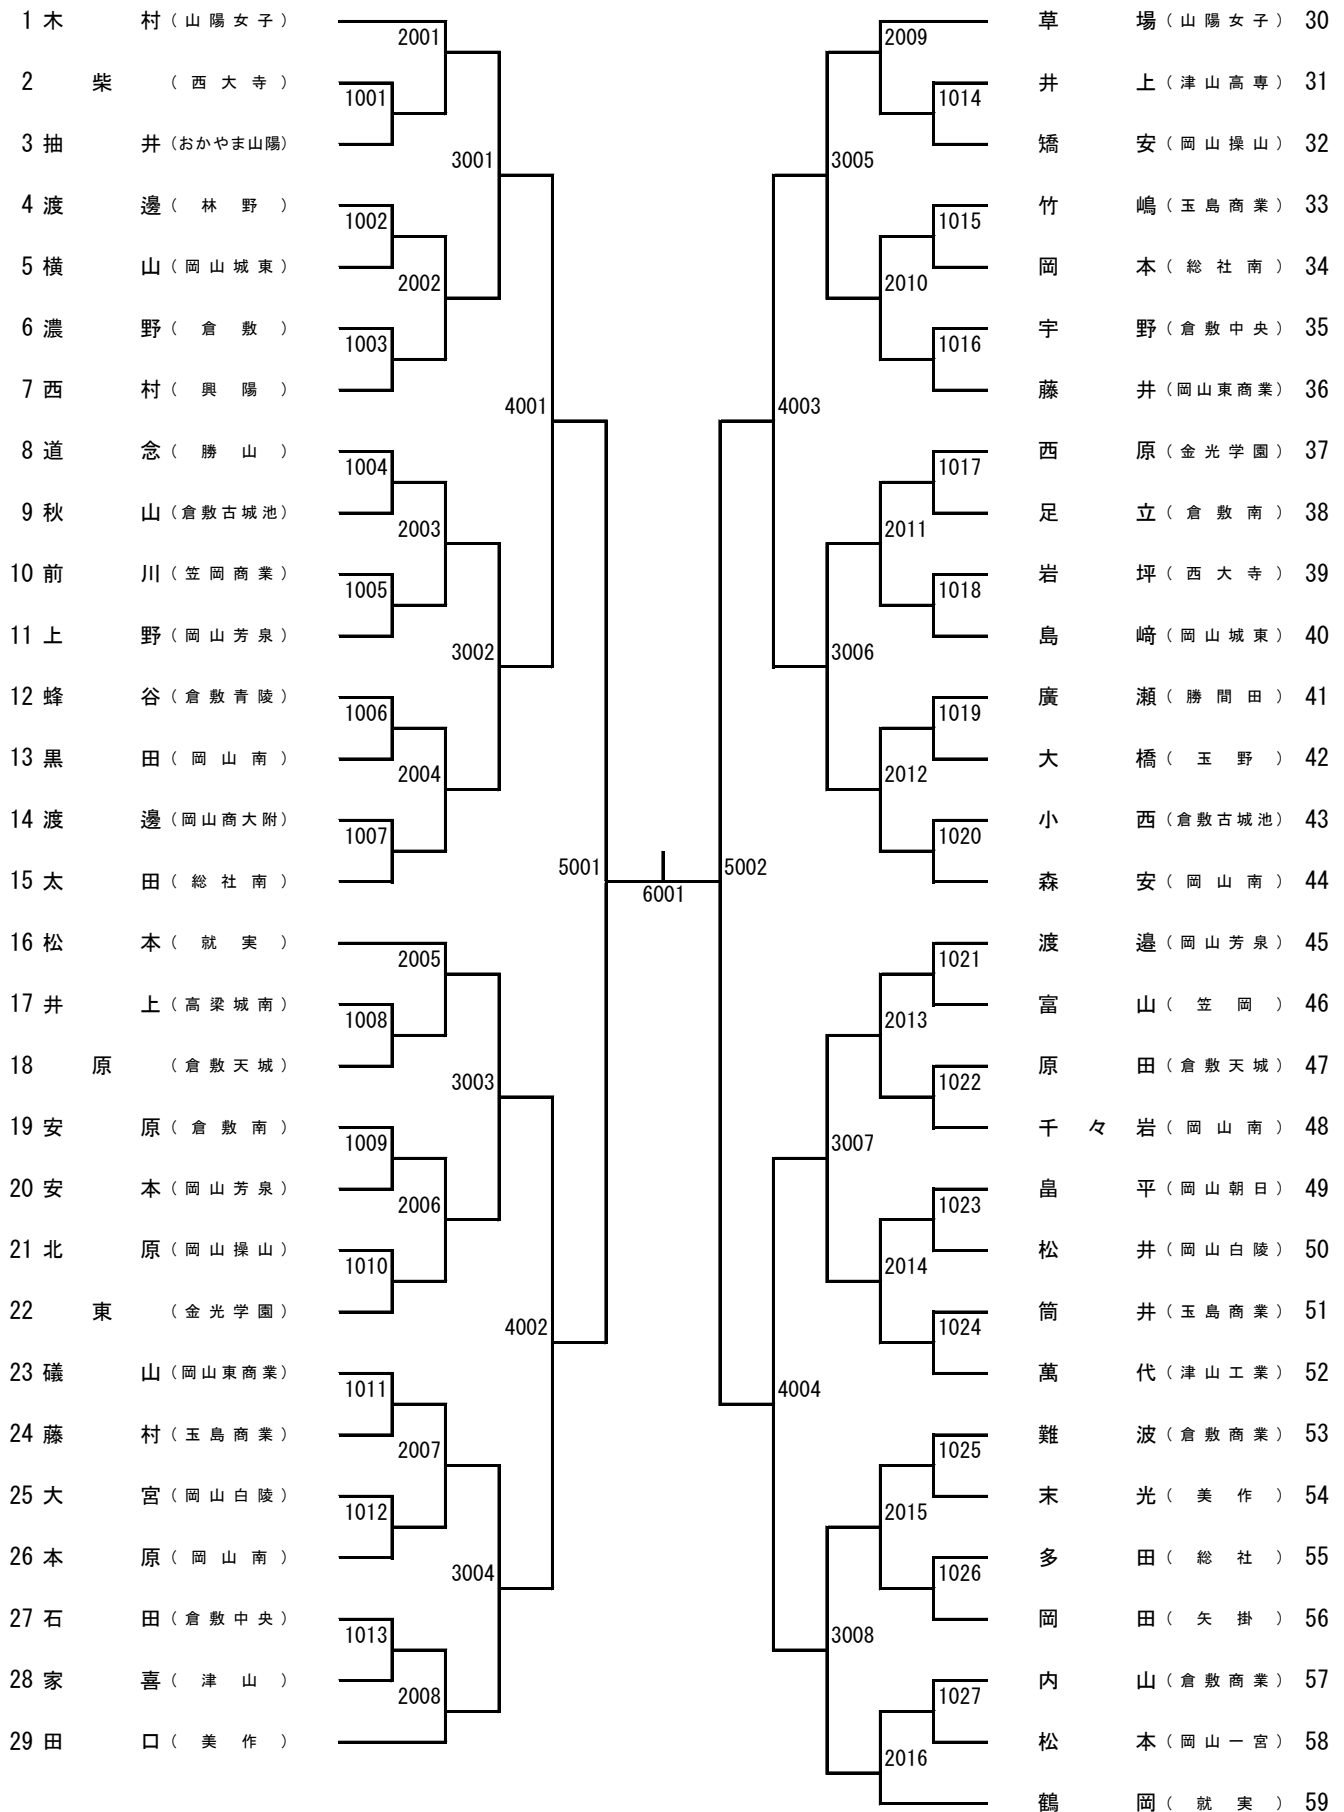 1 木村（山陽女子）
2 柴（西大寺）
3 抽井（おかやま山陽）
4 渡邊（林野）
5 横山（岡山城東）
6 濃野（倉敷）
7 西村（興陽）
8 道念（勝山）
9 秋山（倉敷古城池）
10 前川（笠岡商業）
11 上野（岡山芳泉）
12 蜂谷（倉敷青陵）
13 黒田（岡山南）
14 渡邊（岡山商大附）
15 太田（総社南）
16 松本（就実）
17 井上（高梁城南）
18 原（倉敷天城）
19 安原（倉敷南）
20 安本（岡山芳泉）
21 北原（岡山操山）
22 東（金光学園）
23 礒山（岡山東商業）
24 藤村（玉島商業）
25 大宮（岡山白陵）
26 本原（岡山南）
27 石田（倉敷中央）
28 家喜（津山）
29 田口（美作）
2001
1001
3001
1002
2002
1003
4001
1004
2003
1005
3002
1006
2004
1007
5001
2005
1008
3003
1009
2006
1010
4002
1011
2007
1012
3004
1013
2008
6001
2009
1014
3005
1015
2010
1016
4003
1017
2011
1018
3006
1019
2012
1020
5002
1021
2013
1022
3007
1023
2014
1024
4004
1025
2015
1026
3008
1027
2016
草場（山陽女子） 30
井上（津山高専） 31
矯安（岡山操山） 32
竹嶋（玉島商業） 33
岡本（総社南） 34
宇野（倉敷中央） 35
藤井（岡山東商業） 36
西原（金光学園） 37
足立（倉敷南） 38
岩坪（西大寺） 39
島﨑（岡山城東） 40
廣瀬（勝間田） 41
大橋（玉野） 42
小西（倉敷古城池） 43
森安（岡山南） 44
渡邉（岡山芳泉） 45
富山（笠岡） 46
原田（倉敷天城） 47
千々岩（岡山南） 48
畠平（岡山朝日） 49
松井（岡山白陵） 50
筒井（玉島商業） 51
萬代（津山工業） 52
難波（倉敷商業） 53
末光（美作） 54
多田（総社） 55
岡田（矢掛） 56
内山（倉敷商業） 57
松本（岡山一宮） 58
鶴岡（就実） 59